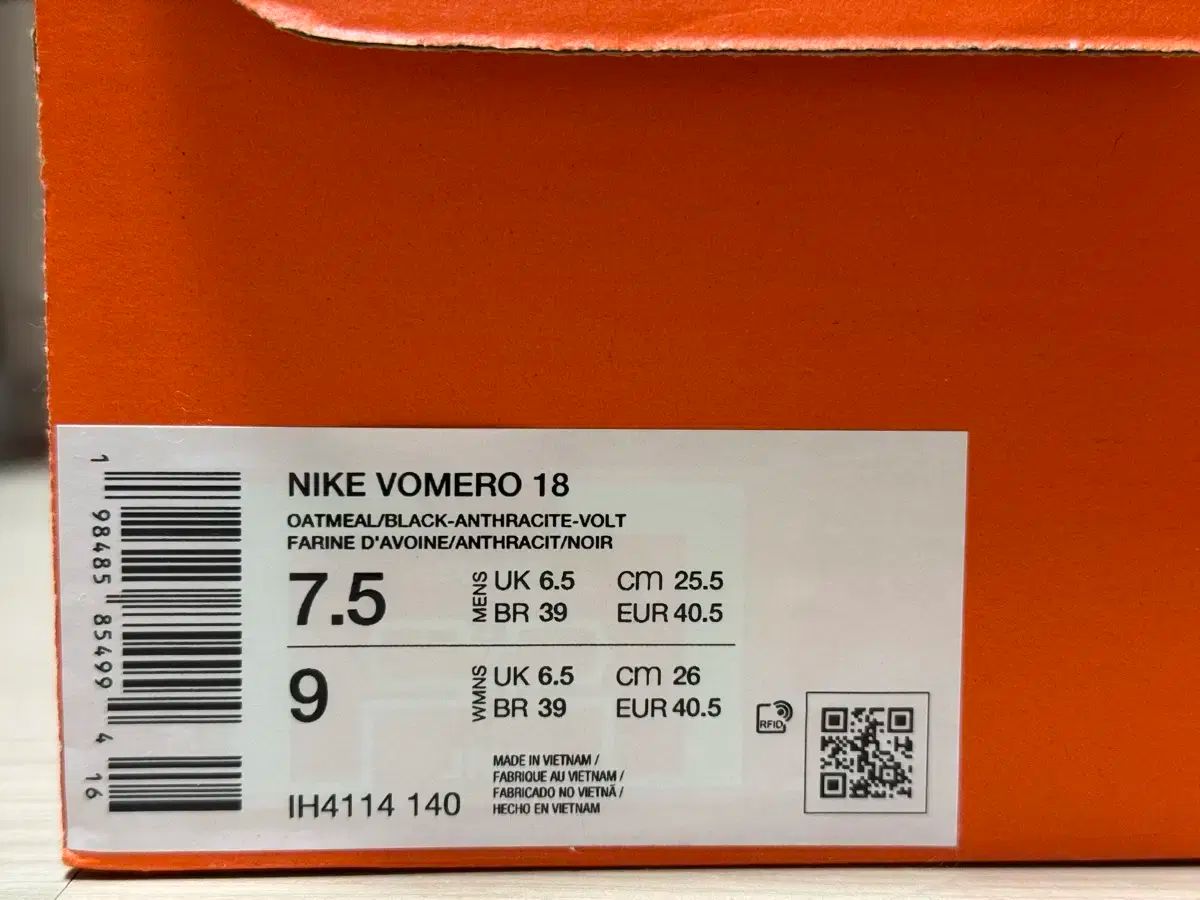 1 98485 85499 4 16
NIKE VOMERO 18
OATMEAL/BLACK-ANTHRACITE-VOLT
FARINE D'AVOINE/ANTHRACIT/NOIR
7.5
MENS
UK 6.5 cm 25.5
BR 39 EUR 40.5
9
WMNS
UK 6.5 cm 26
BR 39 EUR 40.5
RFID
MADE IN VIETNAM /
FABRIQUE AU VIETNAM /
FABRICADO NO VIETNÃ /
HECHO EN VIETNAM
IH4114 140